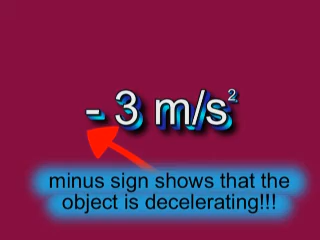 - 3 m/s²
minus sign shows that the
object is decelerating!!!